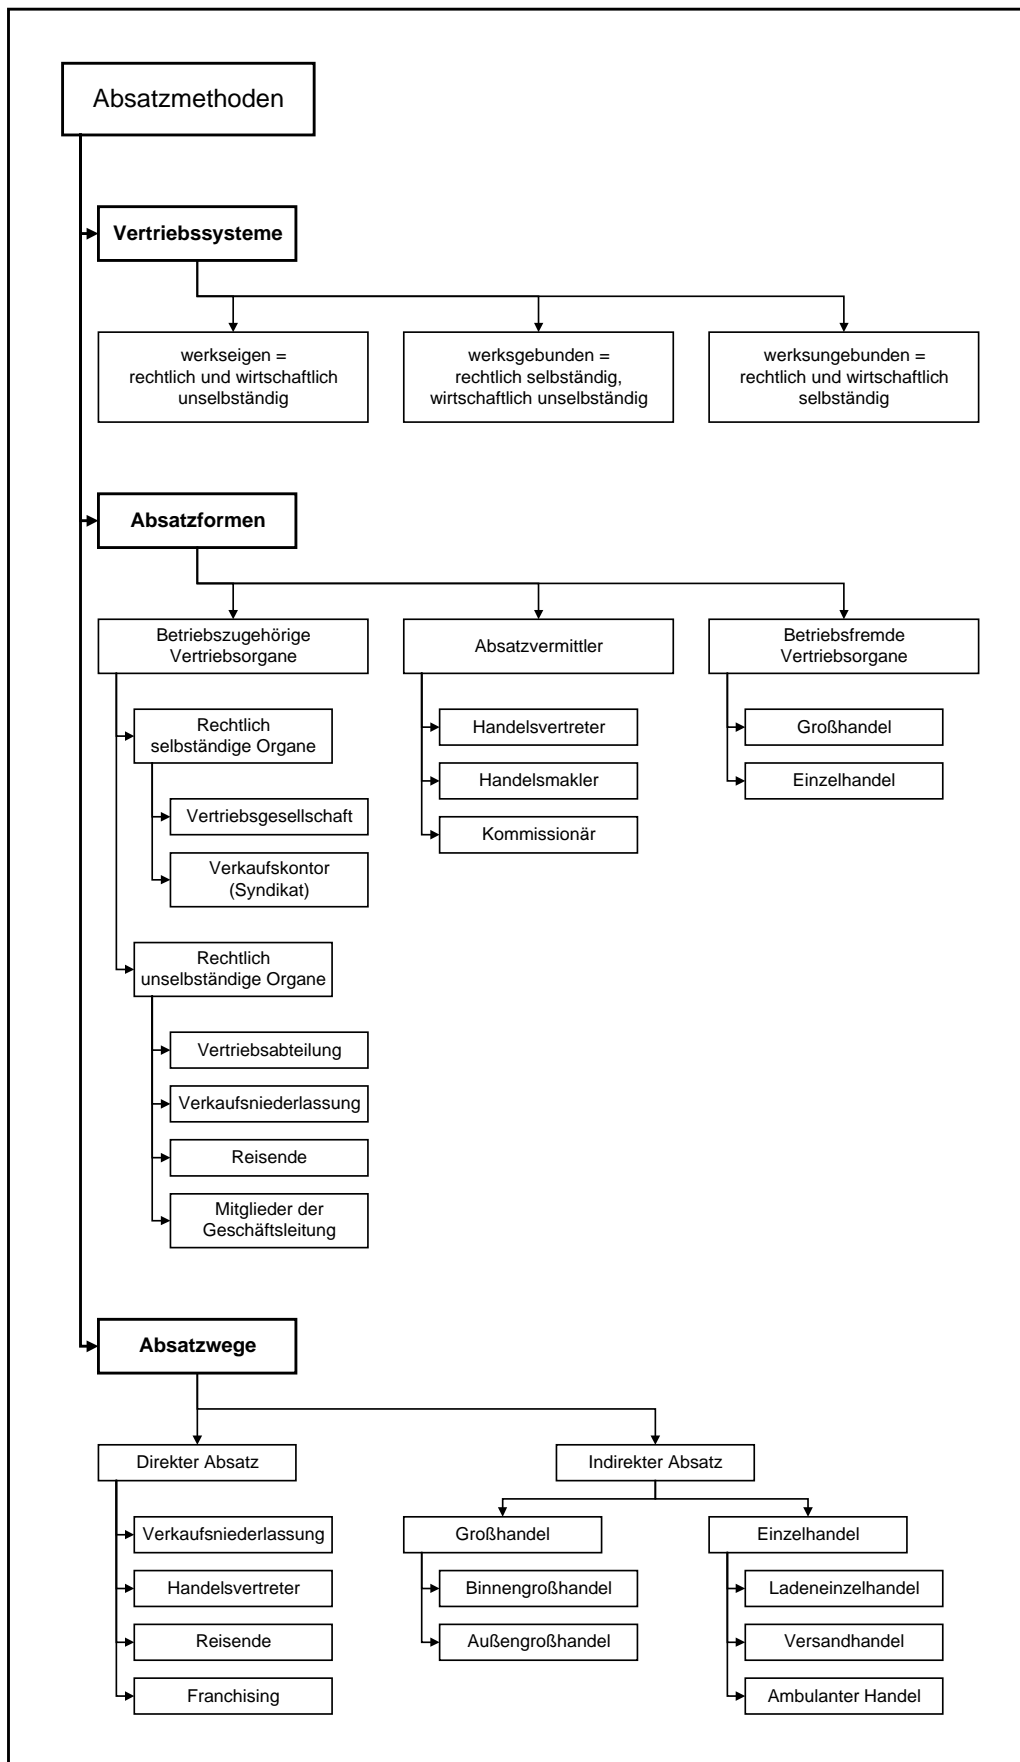 Absatzmethoden
Vertriebssysteme
werkseigen =
rechtlich und wirtschaftlich
unselbständig
werksgebunden =
rechtlich selbständig,
wirtschaftlich unselbständig
werksungebunden =
rechtlich und wirtschaftlich
selbständig
Absatzformen
Betriebszugehörige
Vertriebsorgane
Rechtlich
selbständige Organe
Vertriebsgesellschaft
Verkaufskontor
(Syndikat)
Rechtlich
unselbständige Organe
Vertriebsabteilung
Verkaufsniederlassung
Reisende
Mitglieder der
Geschäftsleitung
Absatzvermittler
Handelsvertreter
Handelsmakler
Kommissionär
Betriebsfremde
Vertriebsorgane
Großhandel
Einzelhandel
Absatzwege
Direkter Absatz
Verkaufsniederlassung
Handelsvertreter
Reisende
Franchising
Indirekter Absatz
Großhandel
Binnengroßhandel
Außengroßhandel
Einzelhandel
Ladeneinzelhandel
Versandhandel
Ambulanter Handel